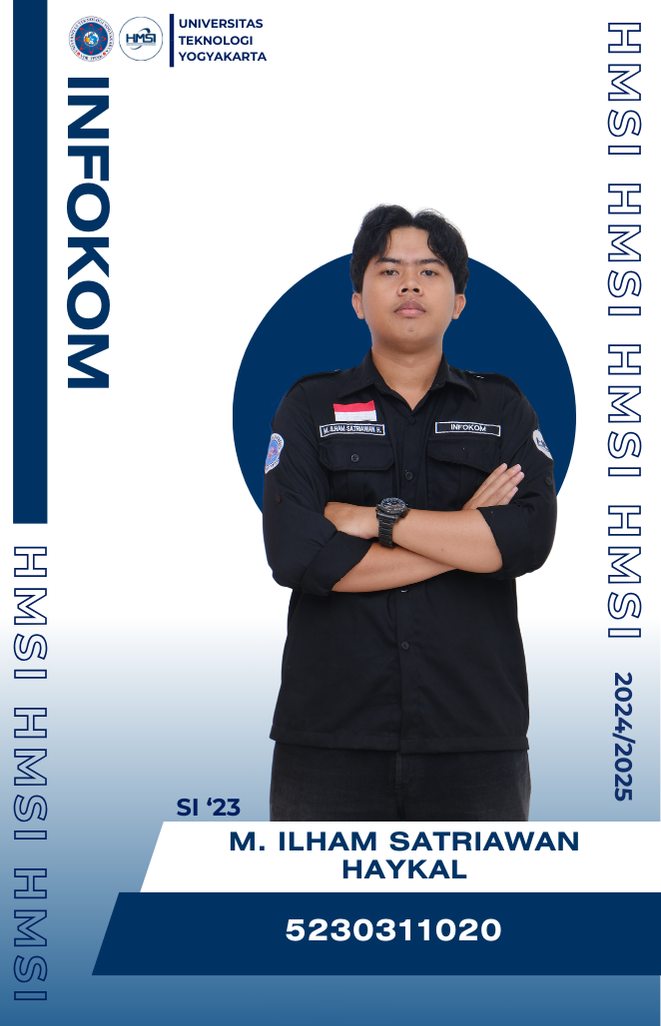 HMSI
UNIVERSITAS
TEKNOLOGI
YOGYAKARTA
INFOKOM
HMSI HMSI HMSI HMSI
2024/2025
M. ILHAM SATRIAWAN H.
INFOKOM
HMSI HMSI HMSI
SI ‘23
M. ILHAM SATRIAWAN
HAYKAL
5230311020